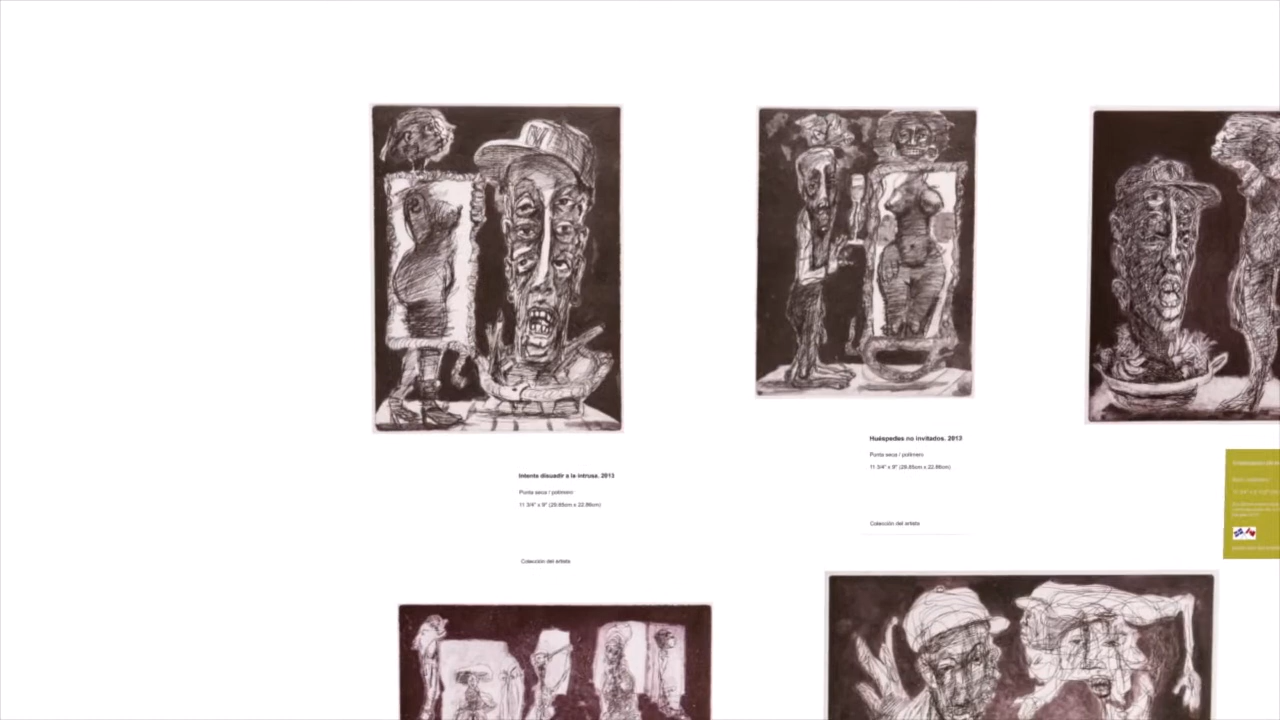 Intento disuadir a la intrusa. 2013
Punta seca / polímero
11 3/4" x 9" (29.85cm x 22.86cm)
Colección del artista
Huéspedes no invitados. 2013
Punta seca / polímero
11 3/4" x 9" (29.85cm x 22.86cm)
Colección del artista